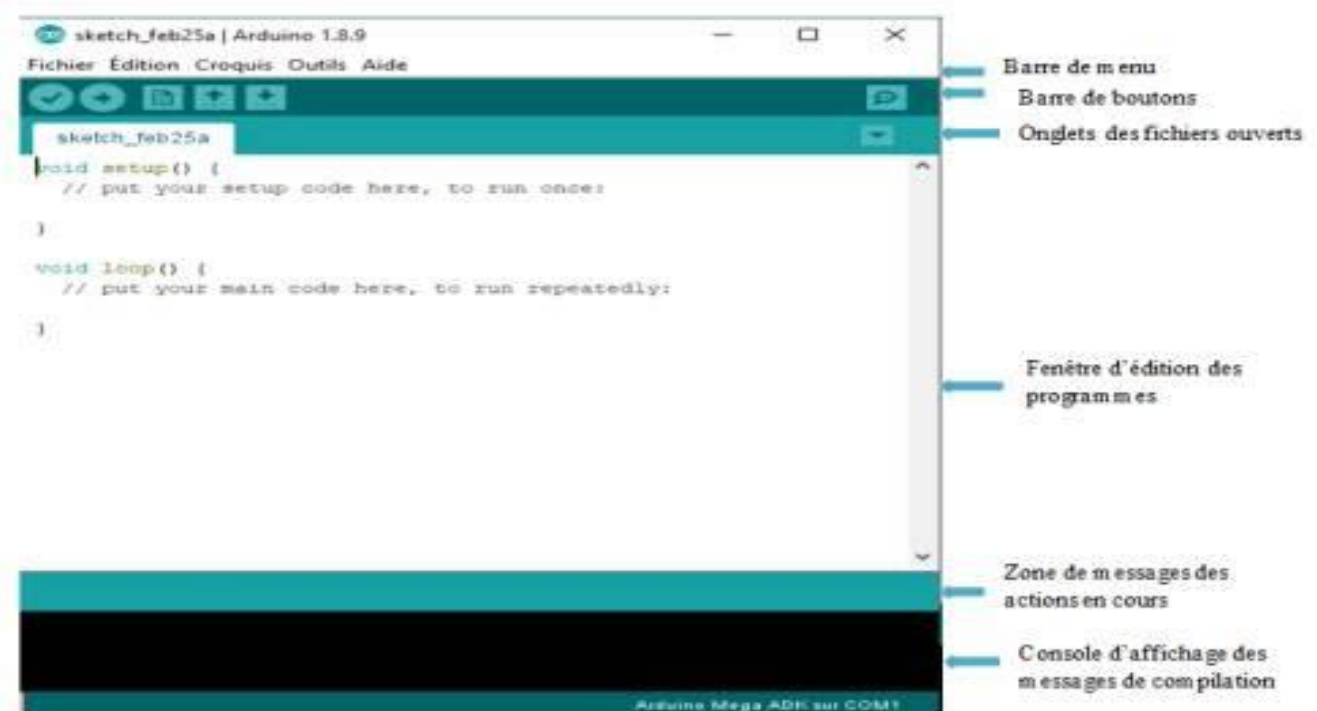 sketch_feb25a | Arduino 1.8.9
Fichier Édition Croquis Outils Aide
Barre de menu
Barre de boutons
sketch_feb25a
Onglets des fichiers ouverts
void setup() {
// put your setup code here, to run once:
}
void loop() {
// put your main code here, to run repeatedly:
}
Fenêtre d'édition des
programmes
Zone de messages des
actions en cours
Console d'affichage des
messages de compilation
Arduino Mega ADK sur COM1